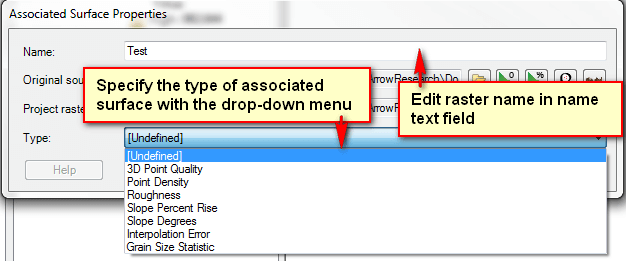 Associated Surface Properties
Name:
Test
Original sou
ArrowResearch\Do
0
%
Specify the type of associated
surface with the drop-down menu
Edit raster name in name
text field
Project raste
Type:
[Undefined]
[Undefined]
3D Point Quality
Point Density
Roughness
Slope Percent Rise
Slope Degrees
Interpolation Error
Grain Size Statistic
Help